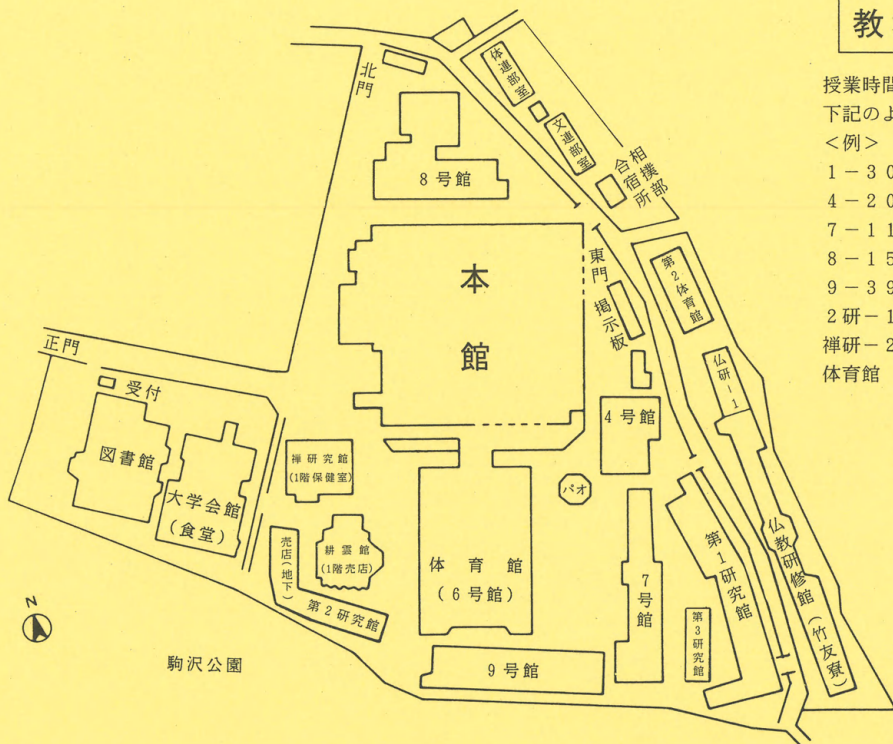 教
授業時間
下記のよ
<例>
1-30
4-20
7-11
8-15
9-39
2研-1
禅研-2
体育館
北門
体連部室
文連部室
相撲部
合宿所
8号館
本館
東門
掲示板
第2体育館
仏研-1
正門
受付
図書館
大学会館
(食堂)
禅研究館
(1階保健室)
4号館
パオ
売店(地下)
耕雲館
(1階売店)
第2研究館
体育館
(6号館)
7号館
第1研究館
第3研究館
仏教研修館(竹友寮)
9号館
N
駒沢公園